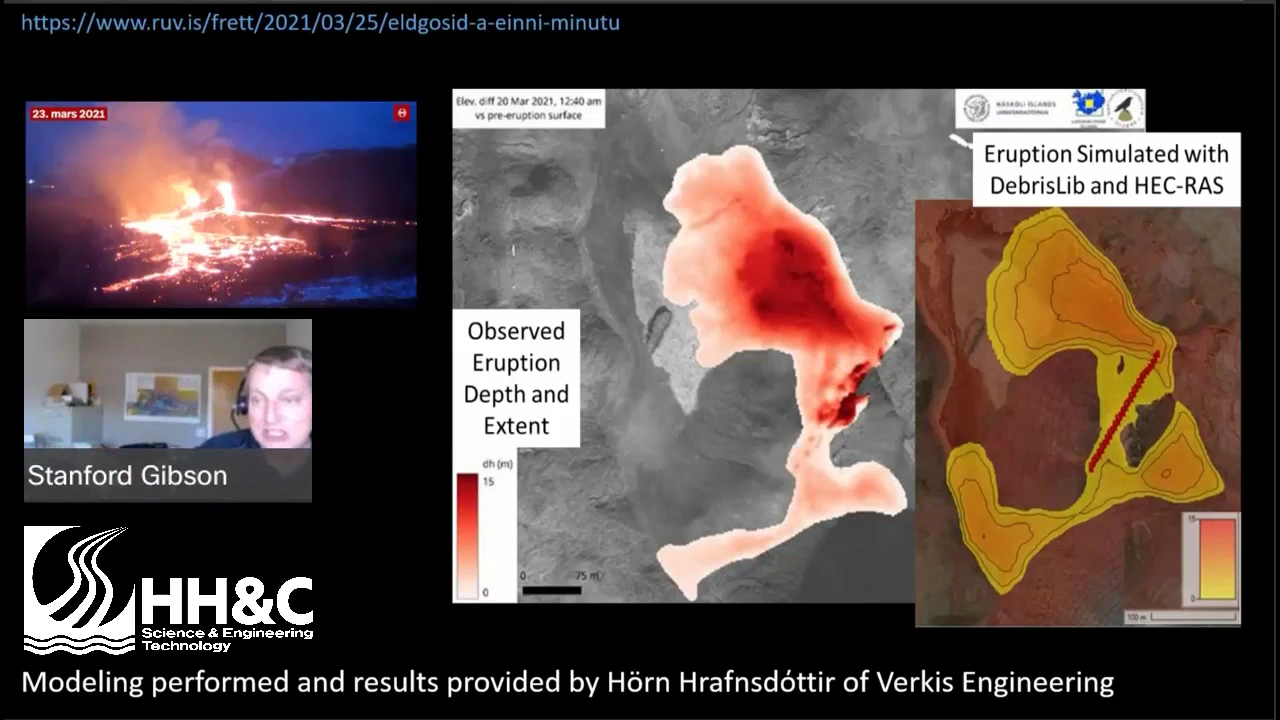 https://www.ruv.is/frett/2021/03/25/eldgosid-a-einni-minutu
23. mars 2021
Elev. diff 20 Mar 2021, 12:40 am
vs pre-eruption surface
HÁSKÓLI ÍSLANDS
Eruption Simulated with
DebrisLib and HEC-RAS
Observed
Eruption
Depth and
Extent
dh (m)
15
0
0
75 m
15
0
100 m
Stanford Gibson
HH&C
Science & Engineering
Technology
Modeling performed and results provided by Hörn Hrafnsdóttir of Verkis Engineering